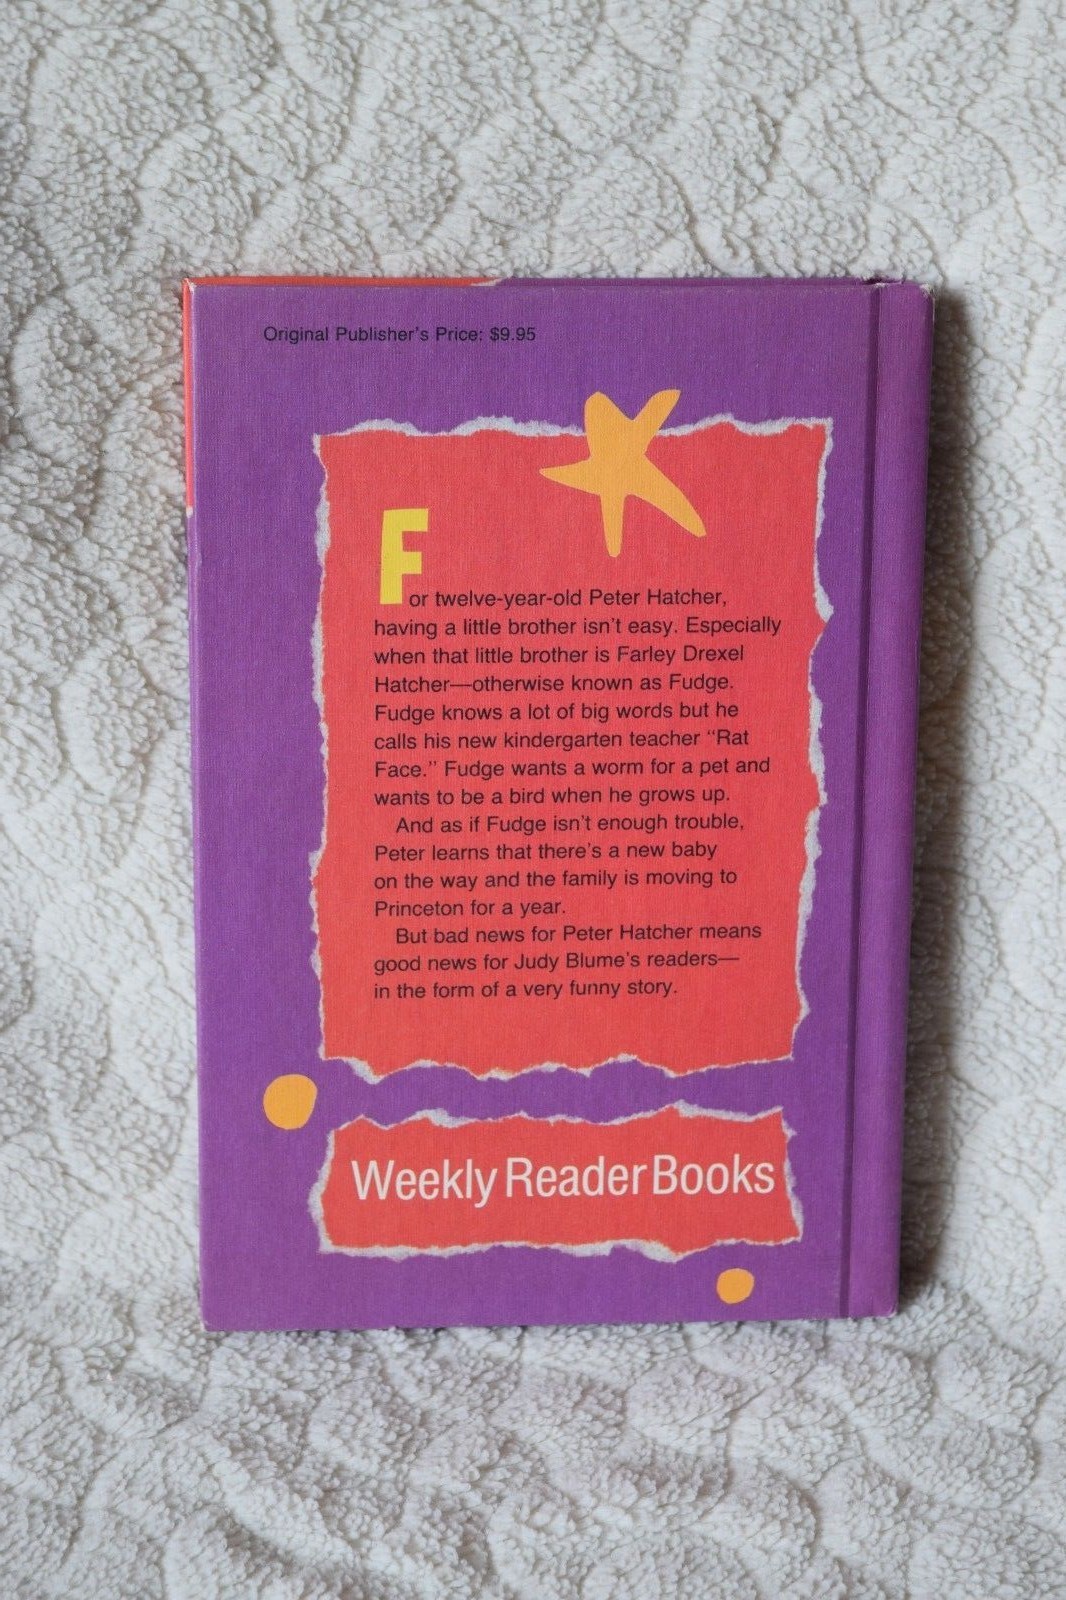 Original Publisher's Price: $9.95
For twelve-year-old Peter Hatcher,
having a little brother isn't easy. Especially
when that little brother is Farley Drexel
Hatcher—otherwise known as Fudge.
Fudge knows a lot of big words but he
calls his new kindergarten teacher “Rat
Face.” Fudge wants a worm for a pet and
wants to be a bird when he grows up.
And as if Fudge isn't enough trouble,
Peter learns that there's a new baby
on the way and the family is moving to
Princeton for a year.
But bad news for Peter Hatcher means
good news for Judy Blume's readers—
in the form of a very funny story.
Weekly Reader Books